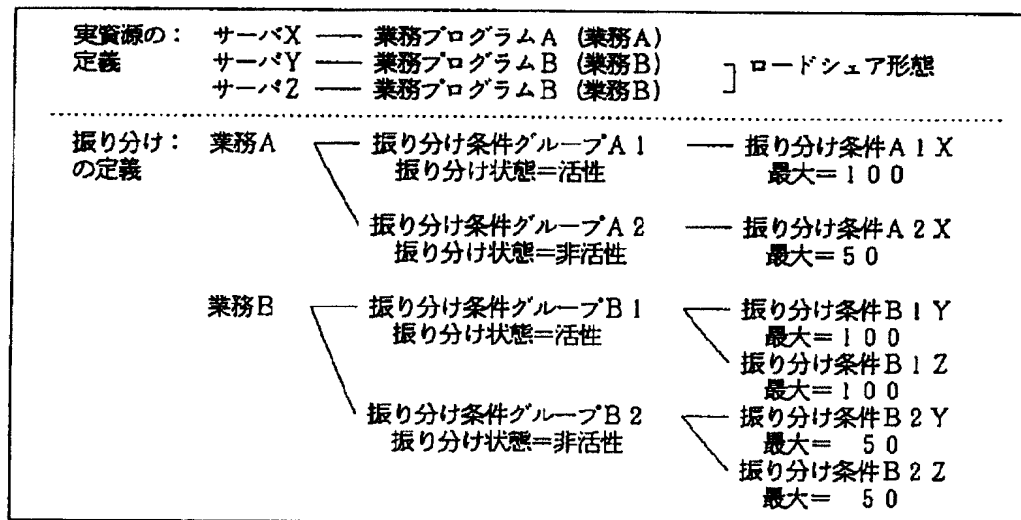 実資源の： サーバX ── 業務プログラムA（業務A）
定義 サーバY ── 業務プログラムB（業務B） ロードシェア形態
サーバZ ── 業務プログラムB（業務B）
振り分け： 業務A 振り分け条件グループA1 ── 振り分け条件A1X
の定義 振り分け状態＝活性 最大＝100
振り分け条件グループA2 ── 振り分け条件A2X
振り分け状態＝非活性 最大＝50
業務B 振り分け条件グループB1 振り分け条件B1Y
振り分け状態＝活性 最大＝100
振り分け条件B1Z
最大＝100
振り分け条件グループB2 振り分け条件B2Y
振り分け状態＝非活性 最大＝ 50
振り分け条件B2Z
最大＝ 50